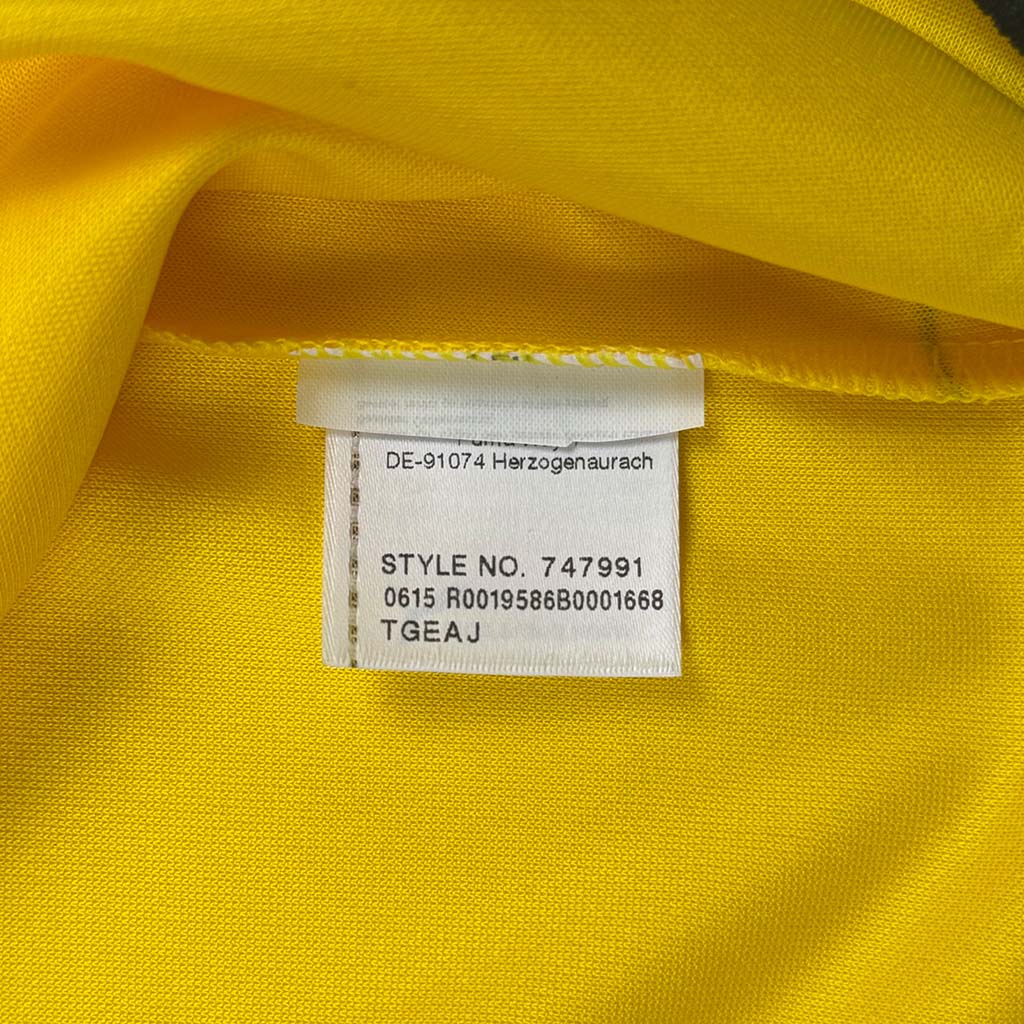 DE-91074 Herzogenaurach
STYLE NO. 747991
0615 R0019586B0001668
TGEAJ